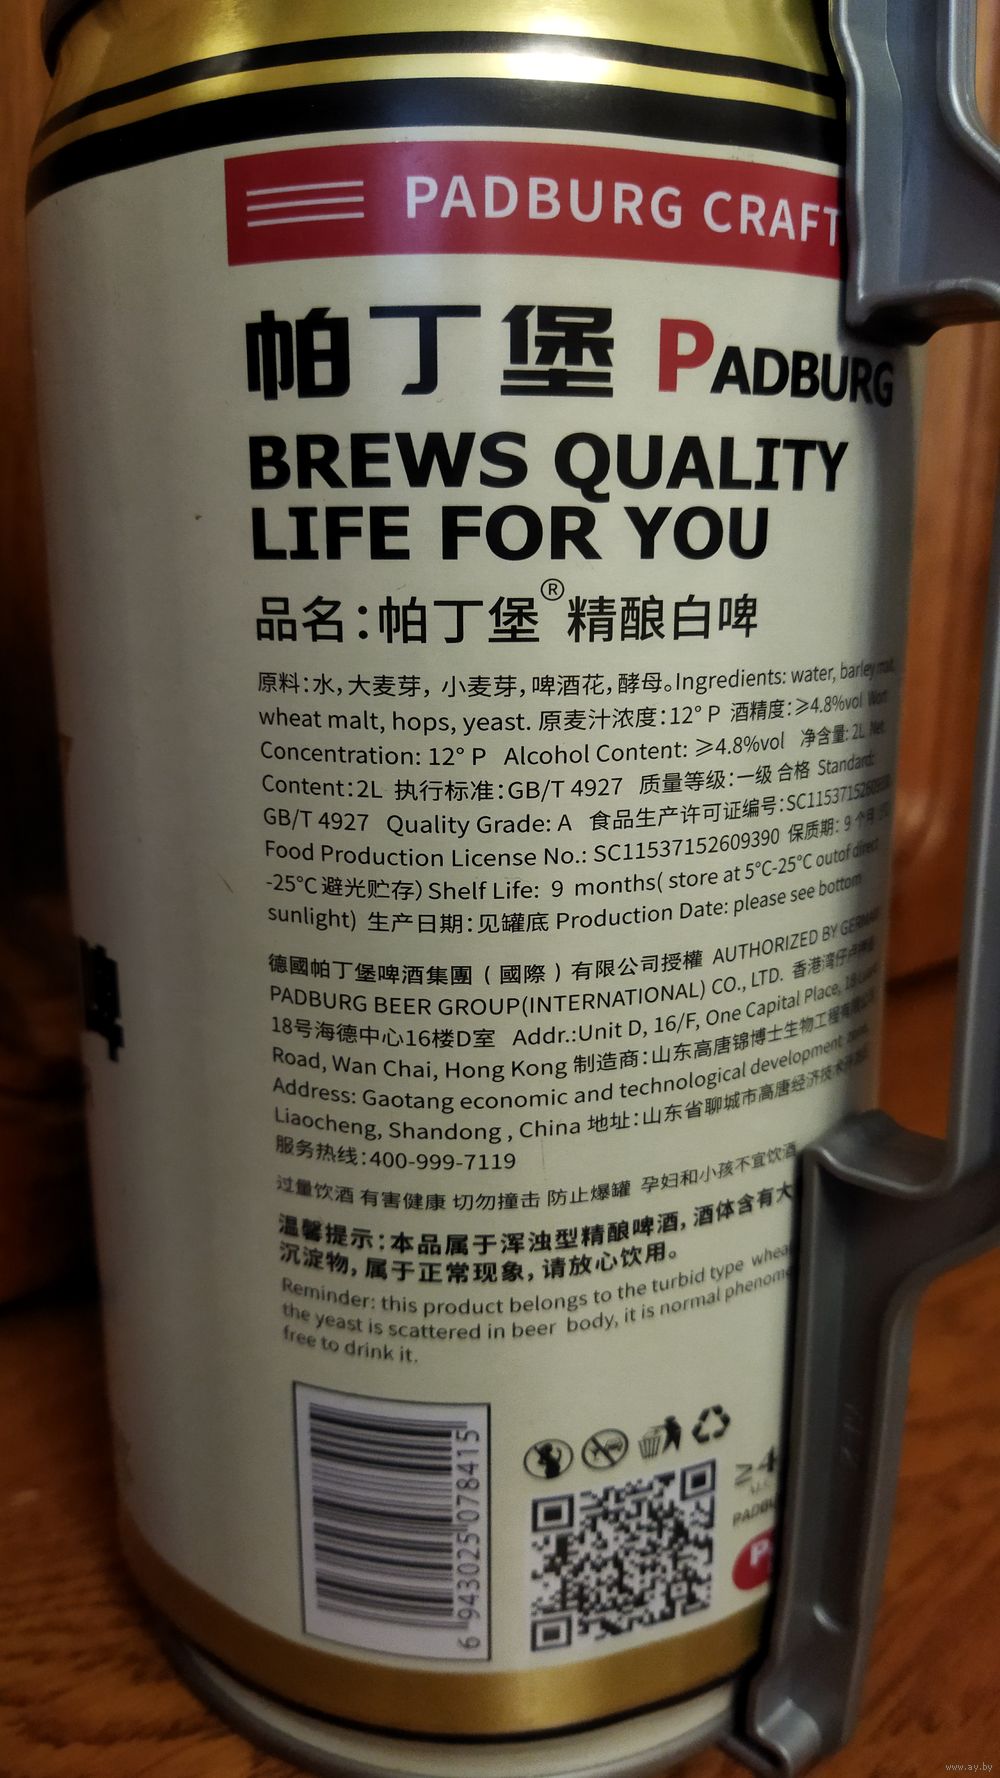 PADBURG CRAFT
帕丁堡 PADBURG
BREWS QUALITY
LIFE FOR YOU
品名：帕丁堡®精酿白啤
原料：水，大麦芽，小麦芽，啤酒花，酵母。Ingredients: water, barley malt,
wheat malt, hops, yeast. 原麦汁浓度：12° P 酒精度：≥4.8%vol Wort
Concentration: 12° P Alcohol Content: ≥4.8%vol 净含量: 2L Net
Content: 2L 执行标准：GB/T 4927 质量等级：一级 合格 Standard:
GB/T 4927 Quality Grade: A 食品生产许可证编号：SC11537152609390
Food Production License No.: SC11537152609390 保质期：9个月
-25℃避光贮存) Shelf Life: 9 months( store at 5℃-25℃ outof direct
sunlight) 生产日期：见罐底 Production Date: please see bottom
德國帕丁堡啤酒集團（國際）有限公司授權 AUTHORIZED BY GERMAN
PADBURG BEER GROUP(INTERNATIONAL) CO., LTD. 香港湾仔卢押道
18号海德中心16楼D室 Addr.:Unit D, 16/F, One Capital Place, 18 Luard
Road, Wan Chai, Hong Kong 制造商：山东高唐锦博士生物工程有限公司
Address: Gaotang economic and technological development zone,
Liaocheng, Shandong , China 地址：山东省聊城市高唐经济技术开发区
服务热线：400-999-7119
过量饮酒 有害健康 切勿撞击 防止爆罐 孕妇和小孩不宜饮酒
温馨提示：本品属于浑浊型精酿啤酒，酒体含有大
沉淀物，属于正常现象，请放心饮用。
Reminder: this product belongs to the turbid type
the yeast is scattered in beer body, it is normal
free to drink it.
6 943025 078415
www.ay.by